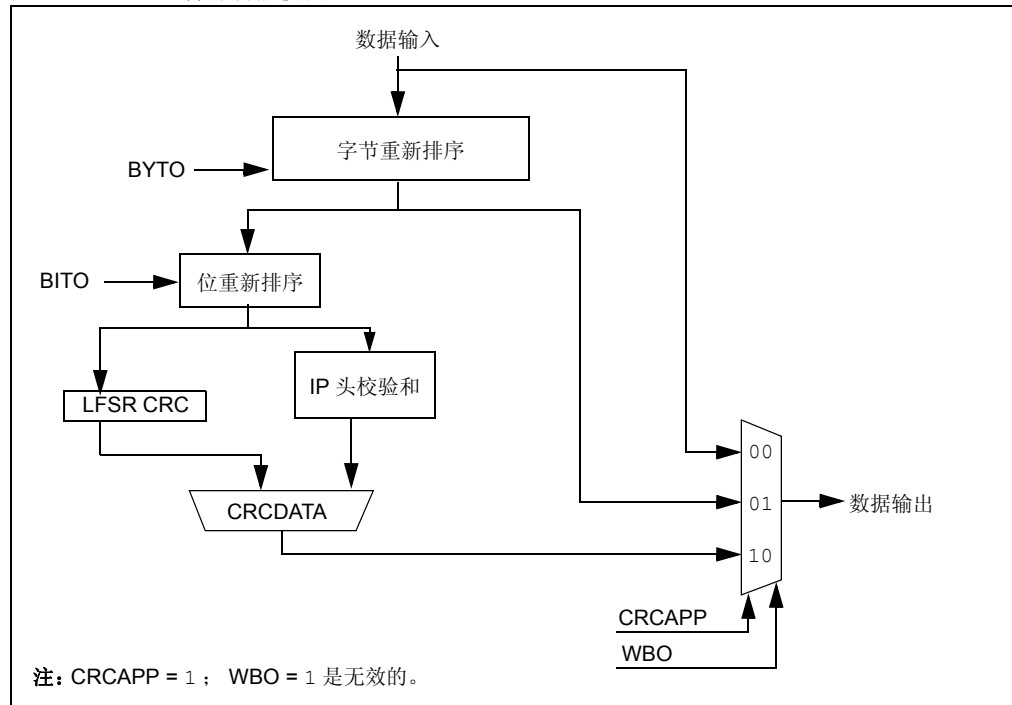 数据输入
字节重新排序
BYTO
BITO
位重新排序
IP 头校验和
LFSR CRC
CRCDATA
00
01
10
数据输出
CRCAPP
WBO
注: CRCAPP = 1 ; WBO = 1 是无效的。